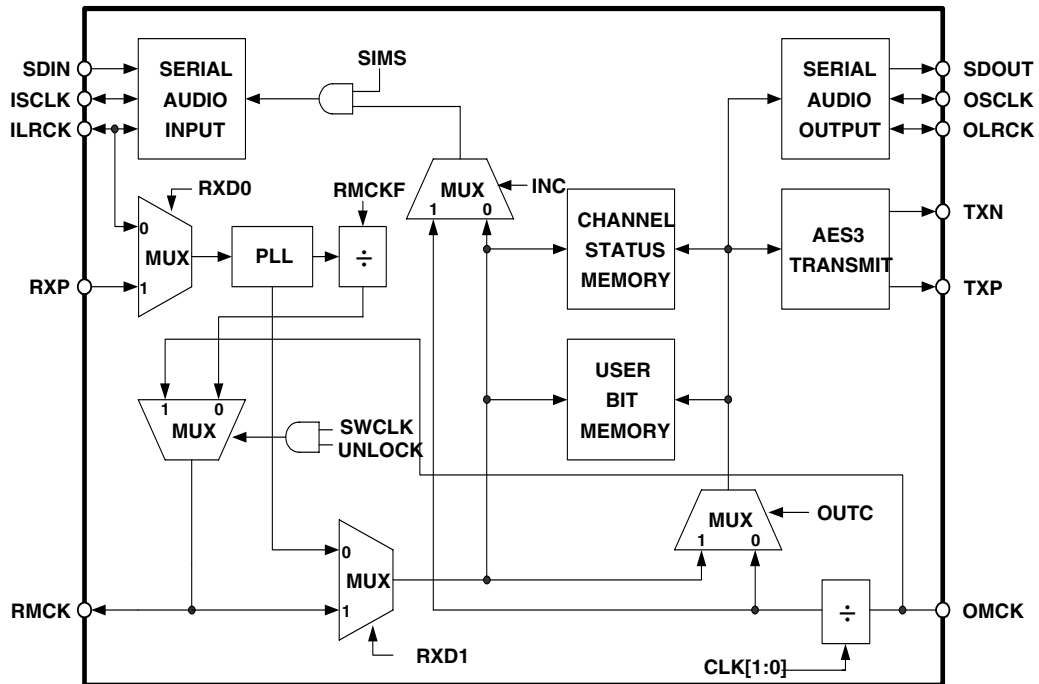 SDIN
ISCLK
ILRCK
SERIAL
AUDIO
INPUT
SIMS
SERIAL
AUDIO
OUTPUT
SDOUT
OSCLK
OLRCK
RXD0
RMCKF
MUX
1 0
INC
CHANNEL
STATUS
MEMORY
AES3
TRANSMIT
TXN
TXP
RXP
0
MUX
1
PLL
÷
1 0
MUX
SWCLK
UNLOCK
USER
BIT
MEMORY
MUX
1 0
OUTC
0
MUX
1
RMCK
RXD1
÷
OMCK
CLK[1:0]